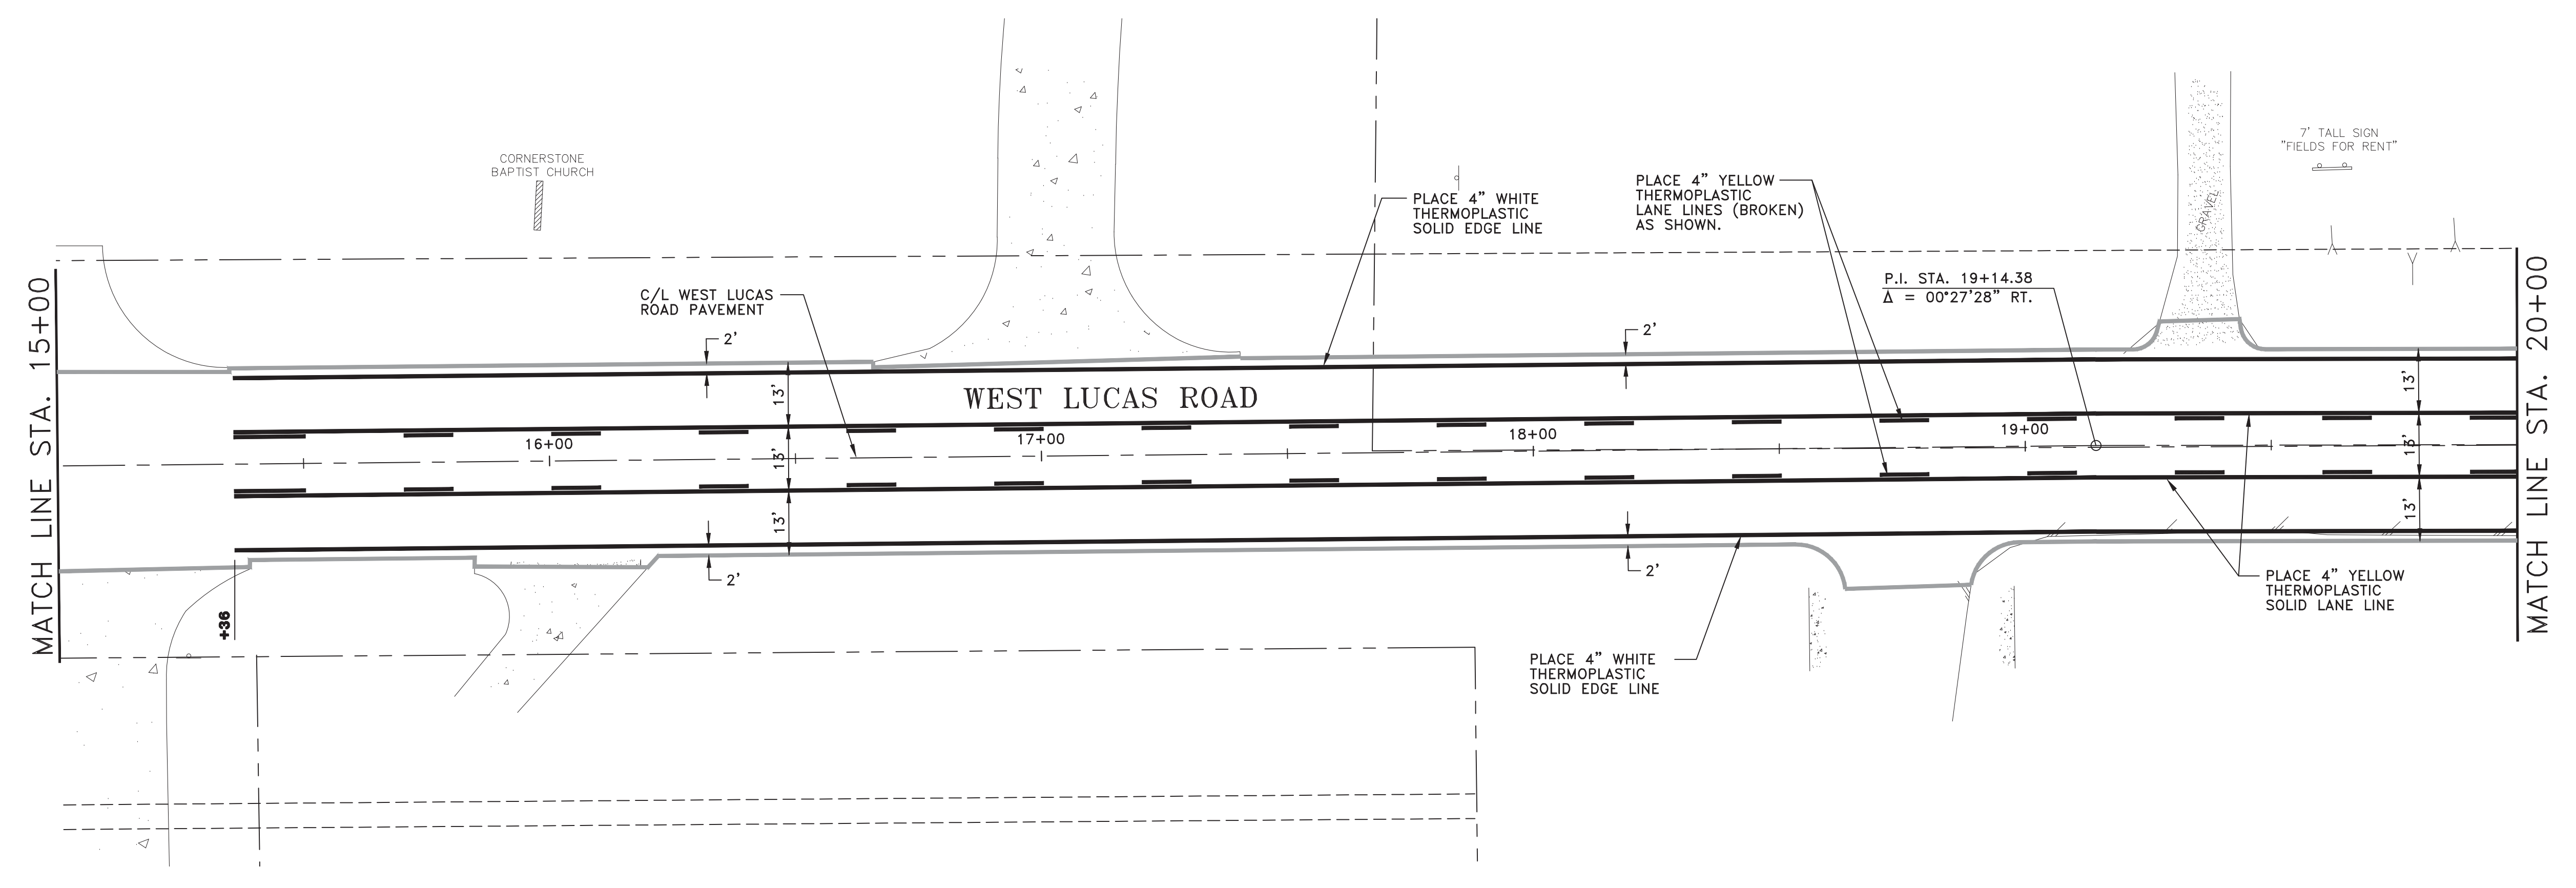 CORNERSTONE
BAPTIST CHURCH
7' TALL SIGN
"FIELDS FOR RENT"
GRAVEL
PLACE 4" WHITE
THERMOPLASTIC
SOLID EDGE LINE
PLACE 4" YELLOW
THERMOPLASTIC
LANE LINES (BROKEN)
AS SHOWN.
P.I. STA. 19+14.38
Δ = 00°27'28" RT.
C/L WEST LUCAS
ROAD PAVEMENT
MATCH LINE STA. 15+00
MATCH LINE STA. 20+00
2'
2'
13'
13'
WEST LUCAS ROAD
16+00
17+00
18+00
19+00
13'
13'
13'
13'
2'
2'
+36
PLACE 4" YELLOW
THERMOPLASTIC
SOLID LANE LINE
PLACE 4" WHITE
THERMOPLASTIC
SOLID EDGE LINE